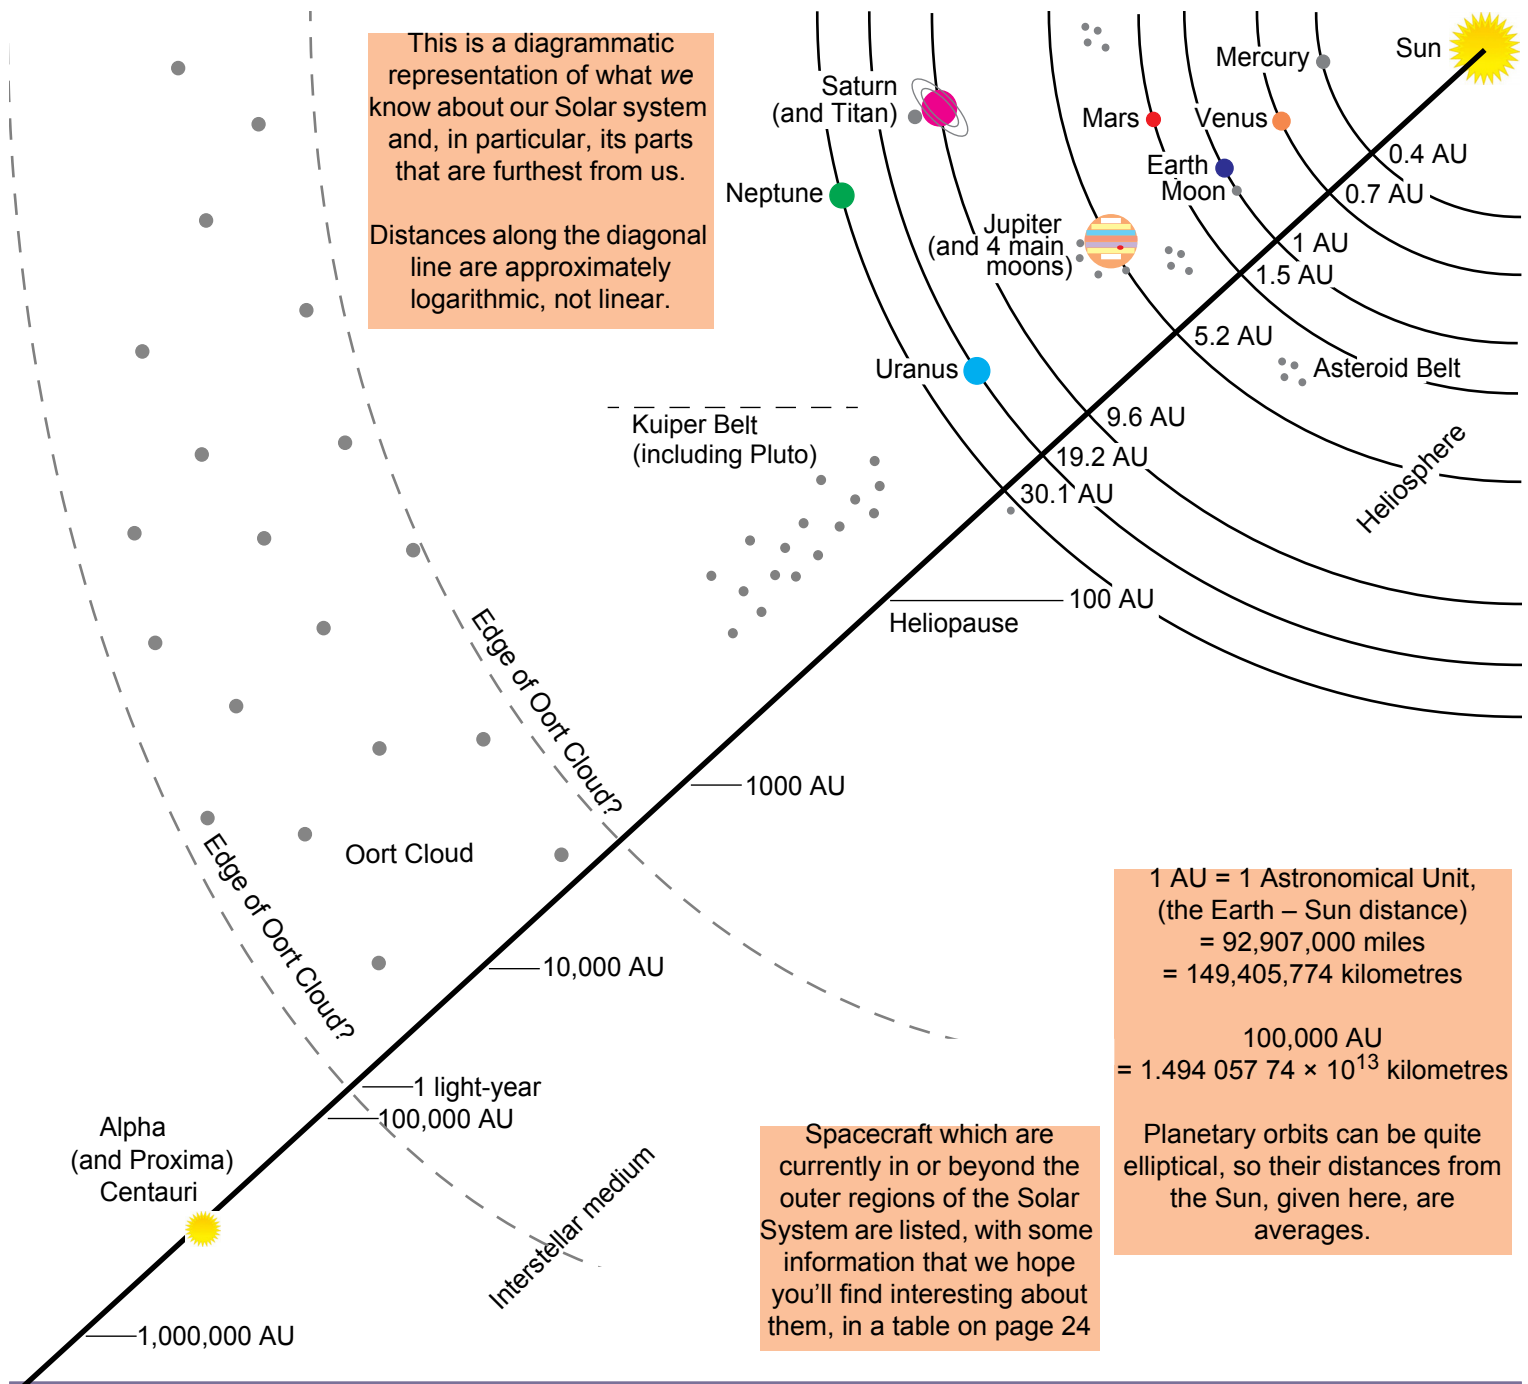 This is a diagrammatic
representation of what we
know about our Solar system
and, in particular, its parts
that are furthest from us.
Distances along the diagonal
line are approximately
logarithmic, not linear.
Sun
Mercury
Saturn
(and Titan)
Mars
Venus
Earth
Moon
Neptune
Jupiter
(and 4 main
moons)
Uranus
0.4 AU
0.7 AU
1 AU
1.5 AU
5.2 AU
Asteroid Belt
9.6 AU
19.2 AU
30.1 AU
Heliosphere
Kuiper Belt
(including Pluto)
100 AU
Heliopause
Edge of Oort Cloud?
1000 AU
Oort Cloud
Edge of Oort Cloud?
10,000 AU
1 light-year
100,000 AU
Alpha
(and Proxima)
Centauri
Interstellar medium
1,000,000 AU
1 AU = 1 Astronomical Unit,
(the Earth – Sun distance)
= 92,907,000 miles
= 149,405,774 kilometres
100,000 AU
= 1.494 057 74 × 10¹³ kilometres
Planetary orbits can be quite
elliptical, so their distances from
the Sun, given here, are
averages.
Spacecraft which are
currently in or beyond the
outer regions of the Solar
System are listed, with some
information that we hope
you’ll find interesting about
them, in a table on page 24